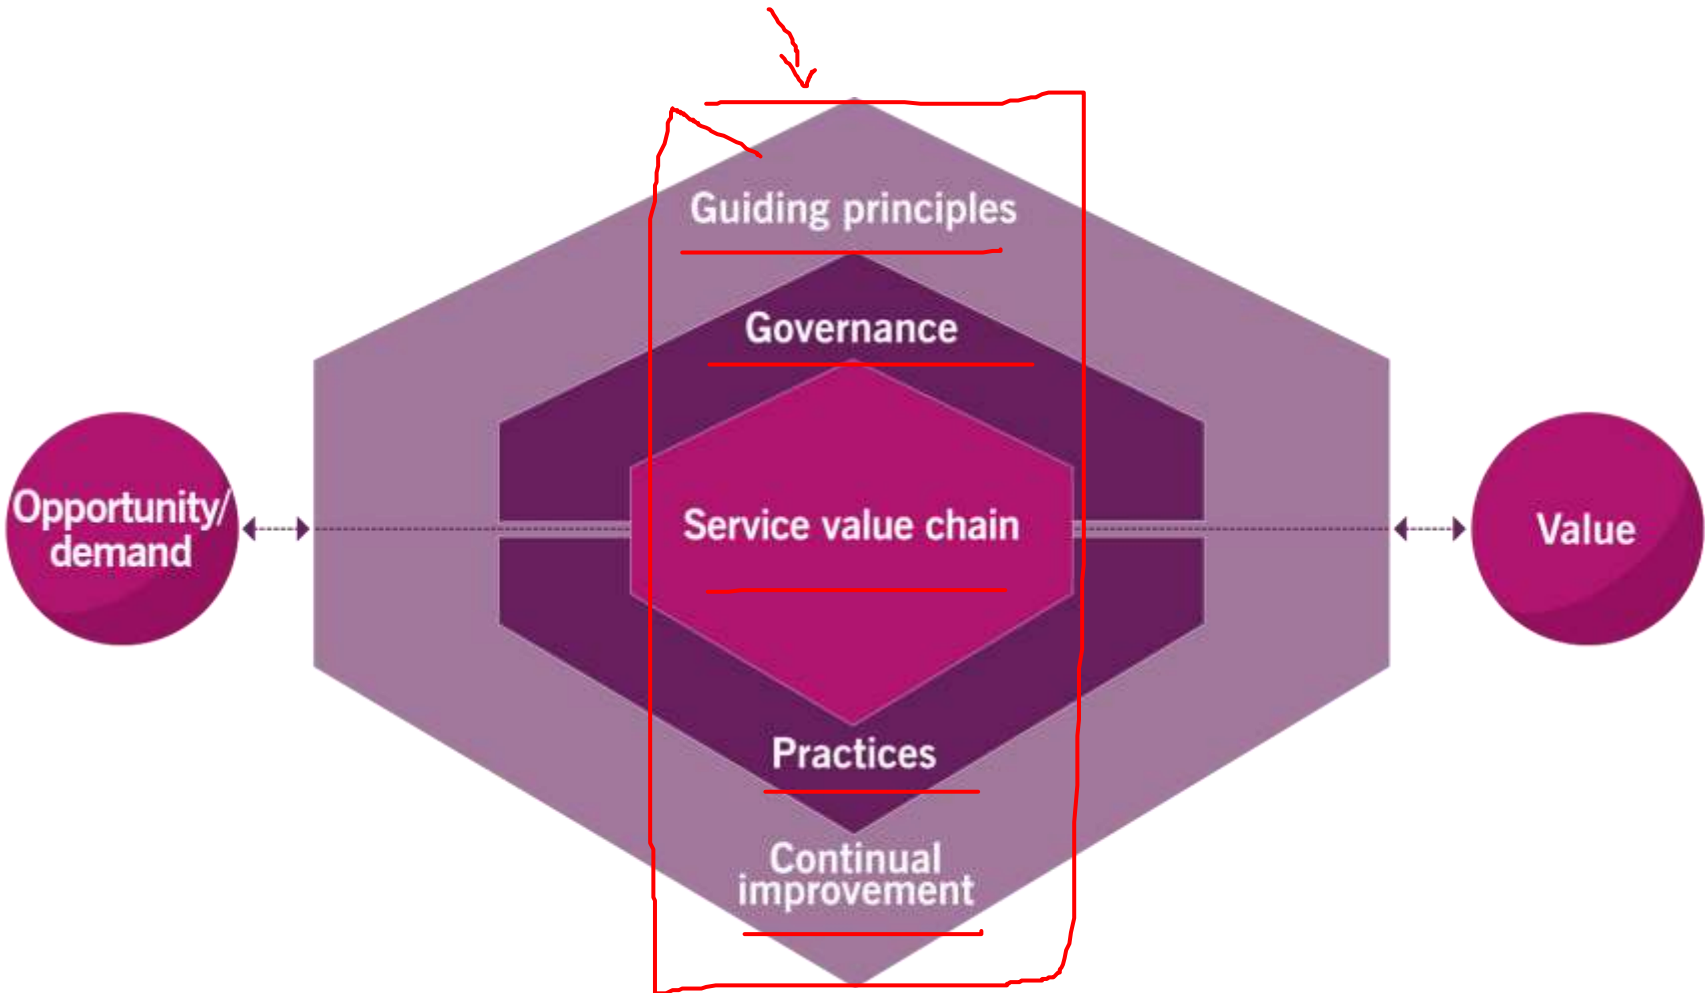 Guiding principles
Governance
Opportunity/
demand
Service value chain
Value
Practices
Continual
improvement